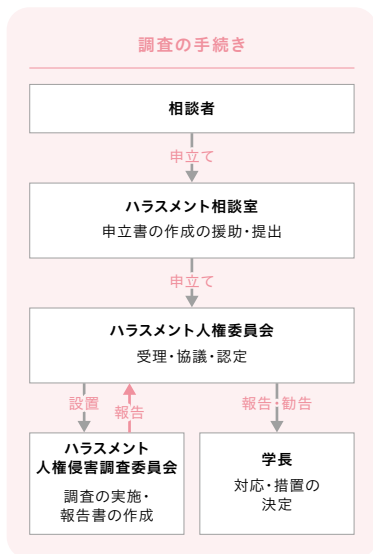 調査の手続き
相談者
申立て
ハラスメント相談室
申立書の作成の援助・提出
申立て
ハラスメント人権委員会
受理・協議・認定
設置
報告
報告・勧告
ハラスメント
人権侵害調査委員会
調査の実施・
報告書の作成
学長
対応・措置の
決定